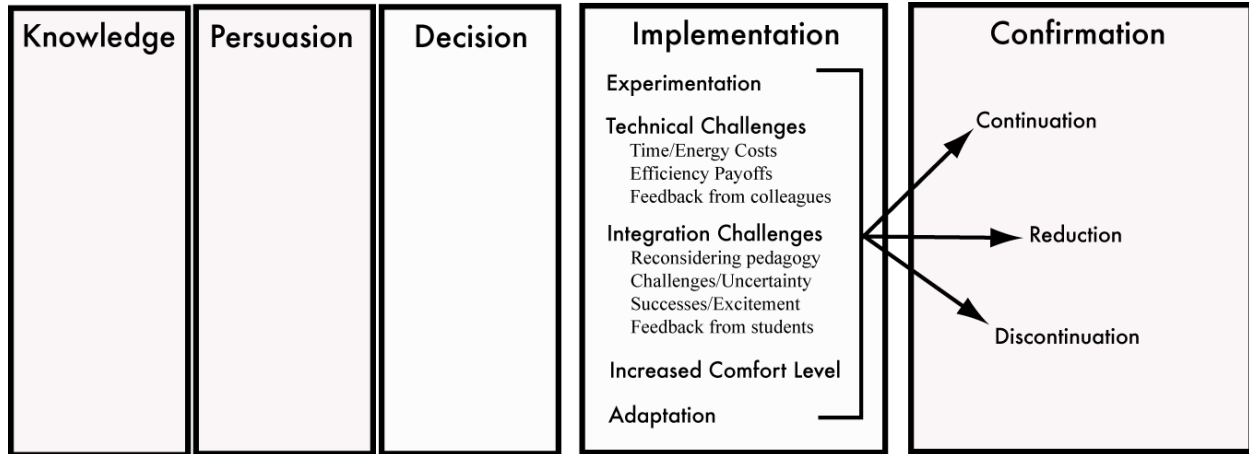 Knowledge
Persuasion
Decision
Implementation
Experimentation
Technical Challenges
Time/Energy Costs
Efficiency Payoffs
Feedback from colleagues
Integration Challenges
Reconsidering pedagogy
Challenges/Uncertainty
Successes/Excitement
Feedback from students
Increased Comfort Level
Adaptation
Confirmation
Continuation
Reduction
Discontinuation